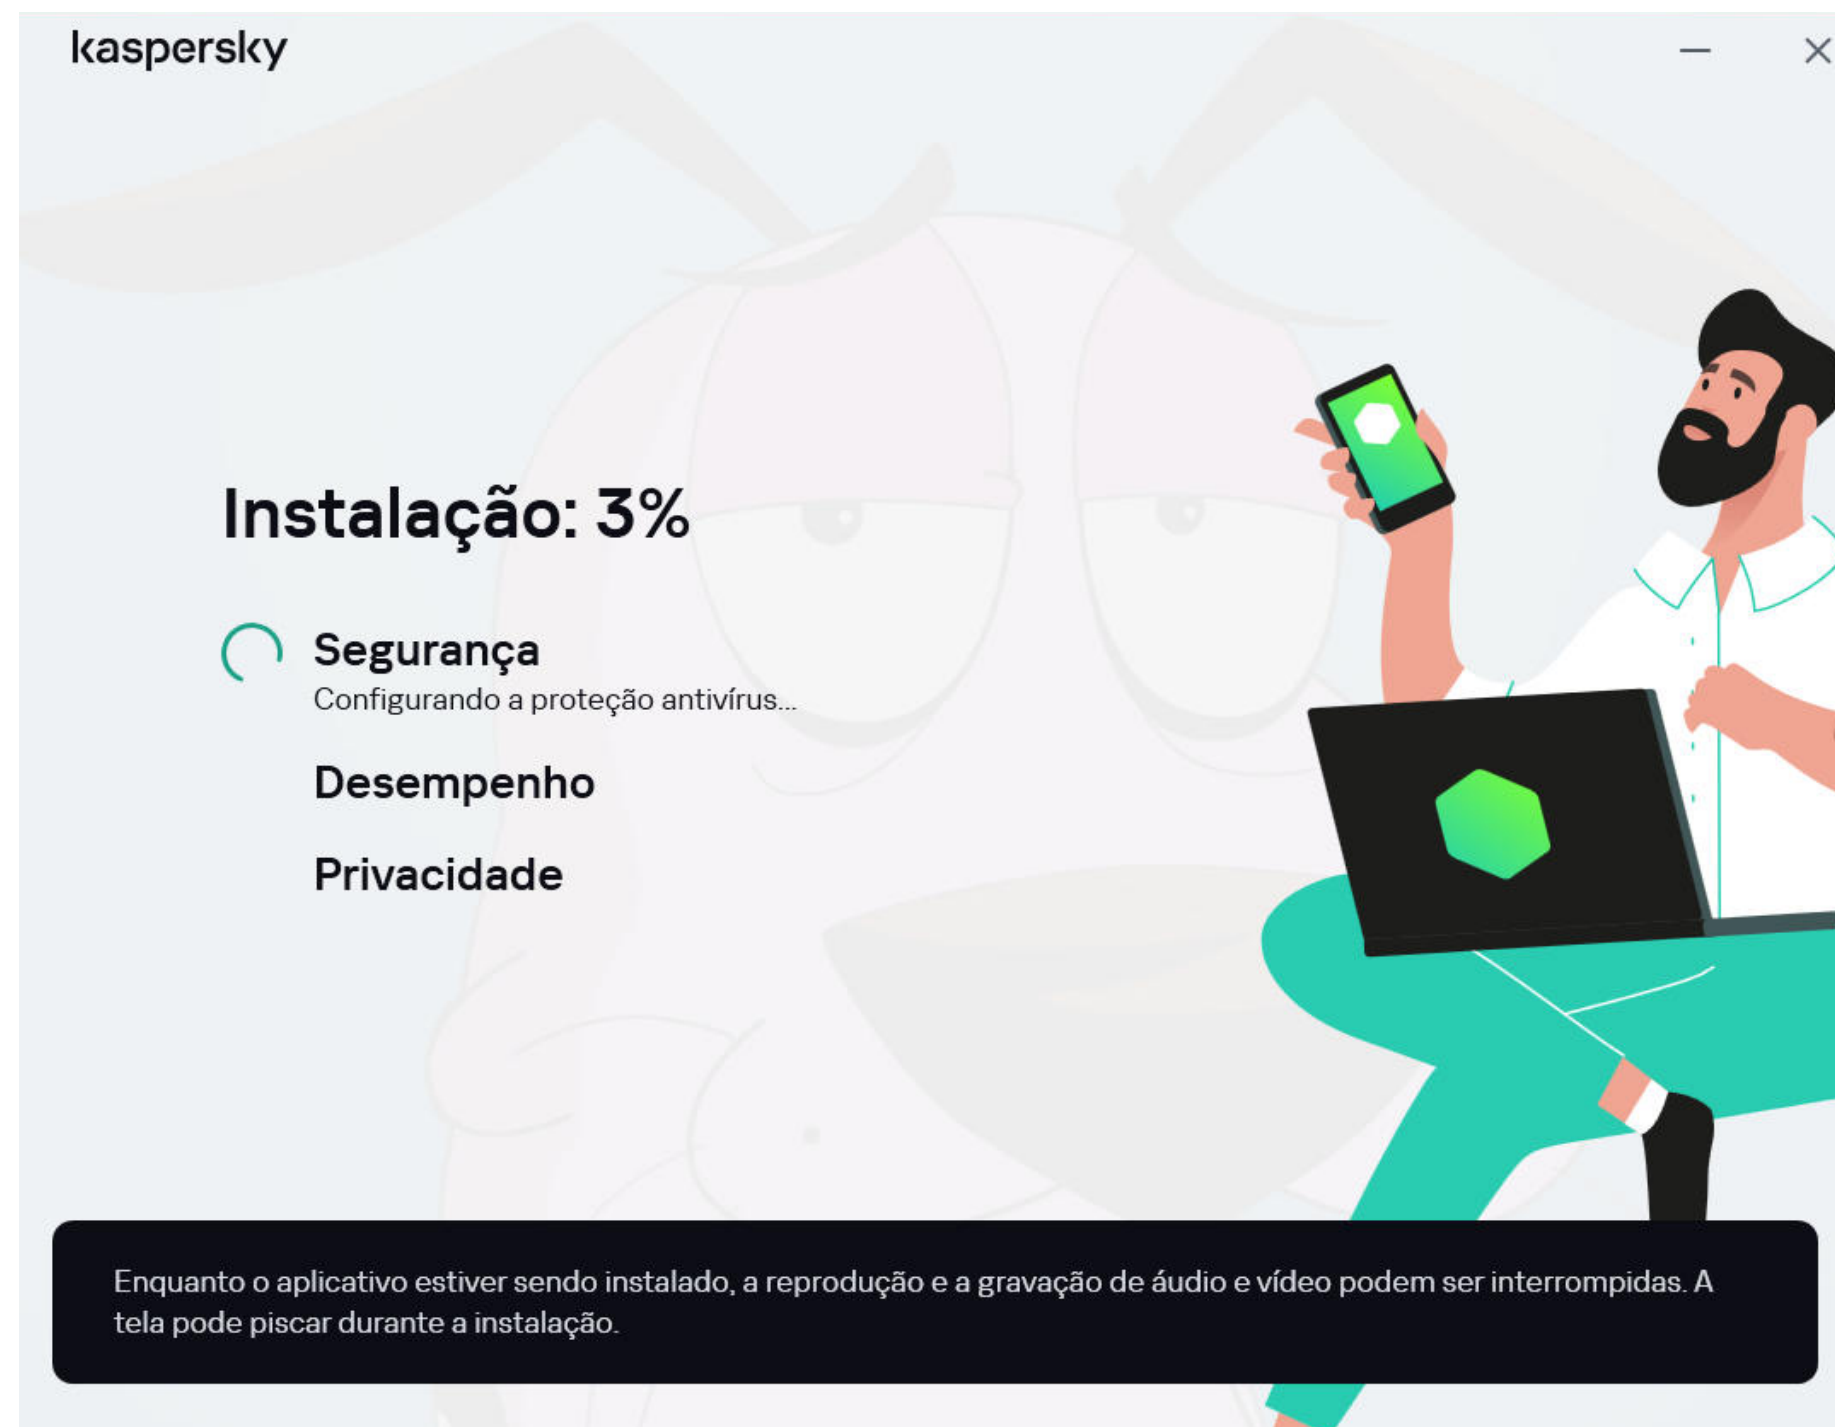 kaspersky
Instalação: 3%
Segurança
Configurando a proteção antivírus...
Desempenho
Privacidade
Enquanto o aplicativo estiver sendo instalado, a reprodução e a gravação de áudio e vídeo podem ser interrompidas. A
tela pode piscar durante a instalação.